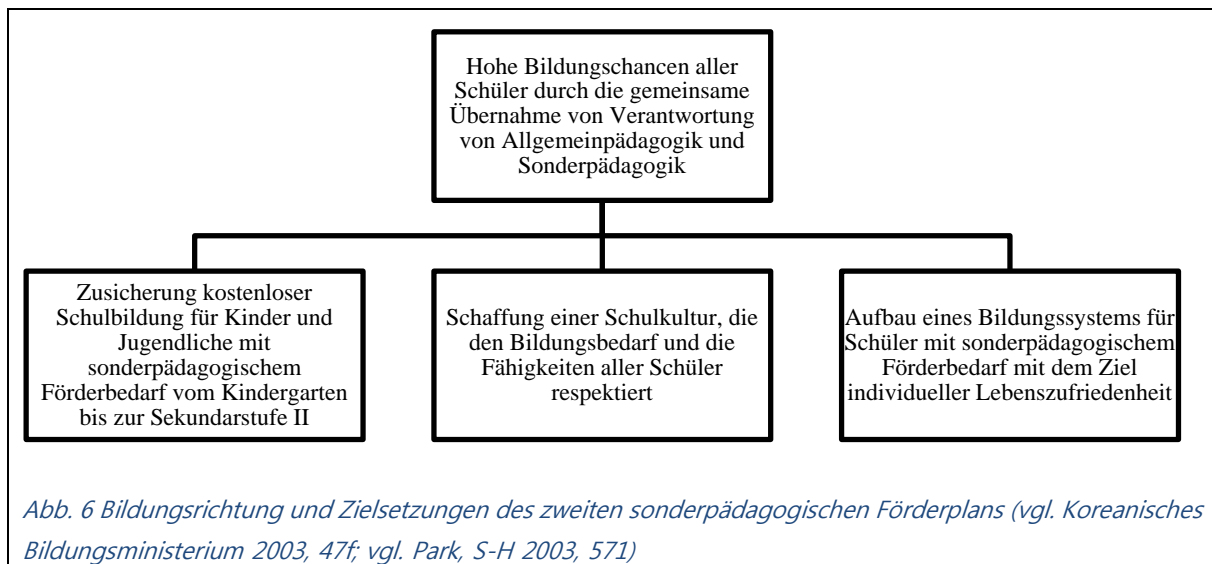 Hohe Bildungschancen aller
Schüler durch die gemeinsame
Übernahme von Verantwortung
von Allgemeinpädagogik und
Sonderpädagogik
Zusicherung kostenloser
Schulbildung für Kinder und
Jugendliche mit
sonderpädagogischem
Förderbedarf vom Kindergarten
bis zur Sekundarstufe II
Schaffung einer Schulkultur, die
den Bildungsbedarf und die
Fähigkeiten aller Schüler
respektiert
Aufbau eines Bildungssystems für
Schüler mit sonderpädagogischem
Förderbedarf mit dem Ziel
individueller Lebenszufriedenheit
Abb. 6 Bildungsrichtung und Zielsetzungen des zweiten sonderpädagogischen Förderplans (vgl. Koreanisches
Bildungsministerium 2003, 47f; vgl. Park, S-H 2003, 571)